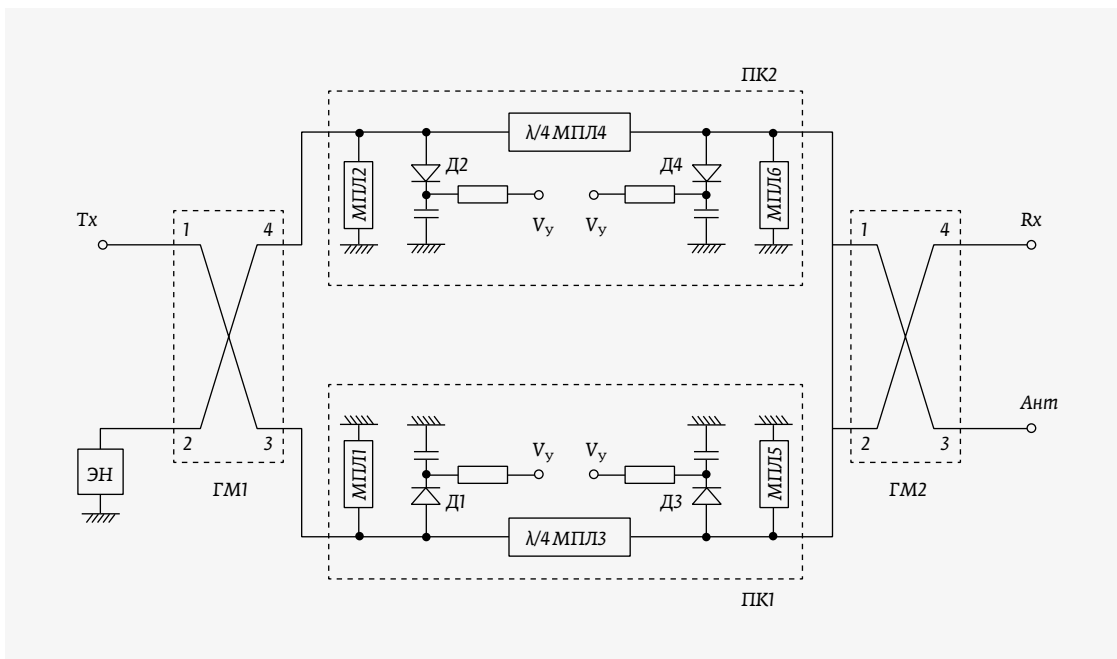 ПК2
λ/4 МПЛ4
МПЛ2
Д2
Д4
МПЛ6
Vу
Vу
Tx
1
4
1
4
Rx
2
3
2
3
Ант
ЭН
ГМ1
ГМ2
МПЛ1
Vу
Vу
МПЛ5
Д1
Д3
λ/4 МПЛ3
ПК1